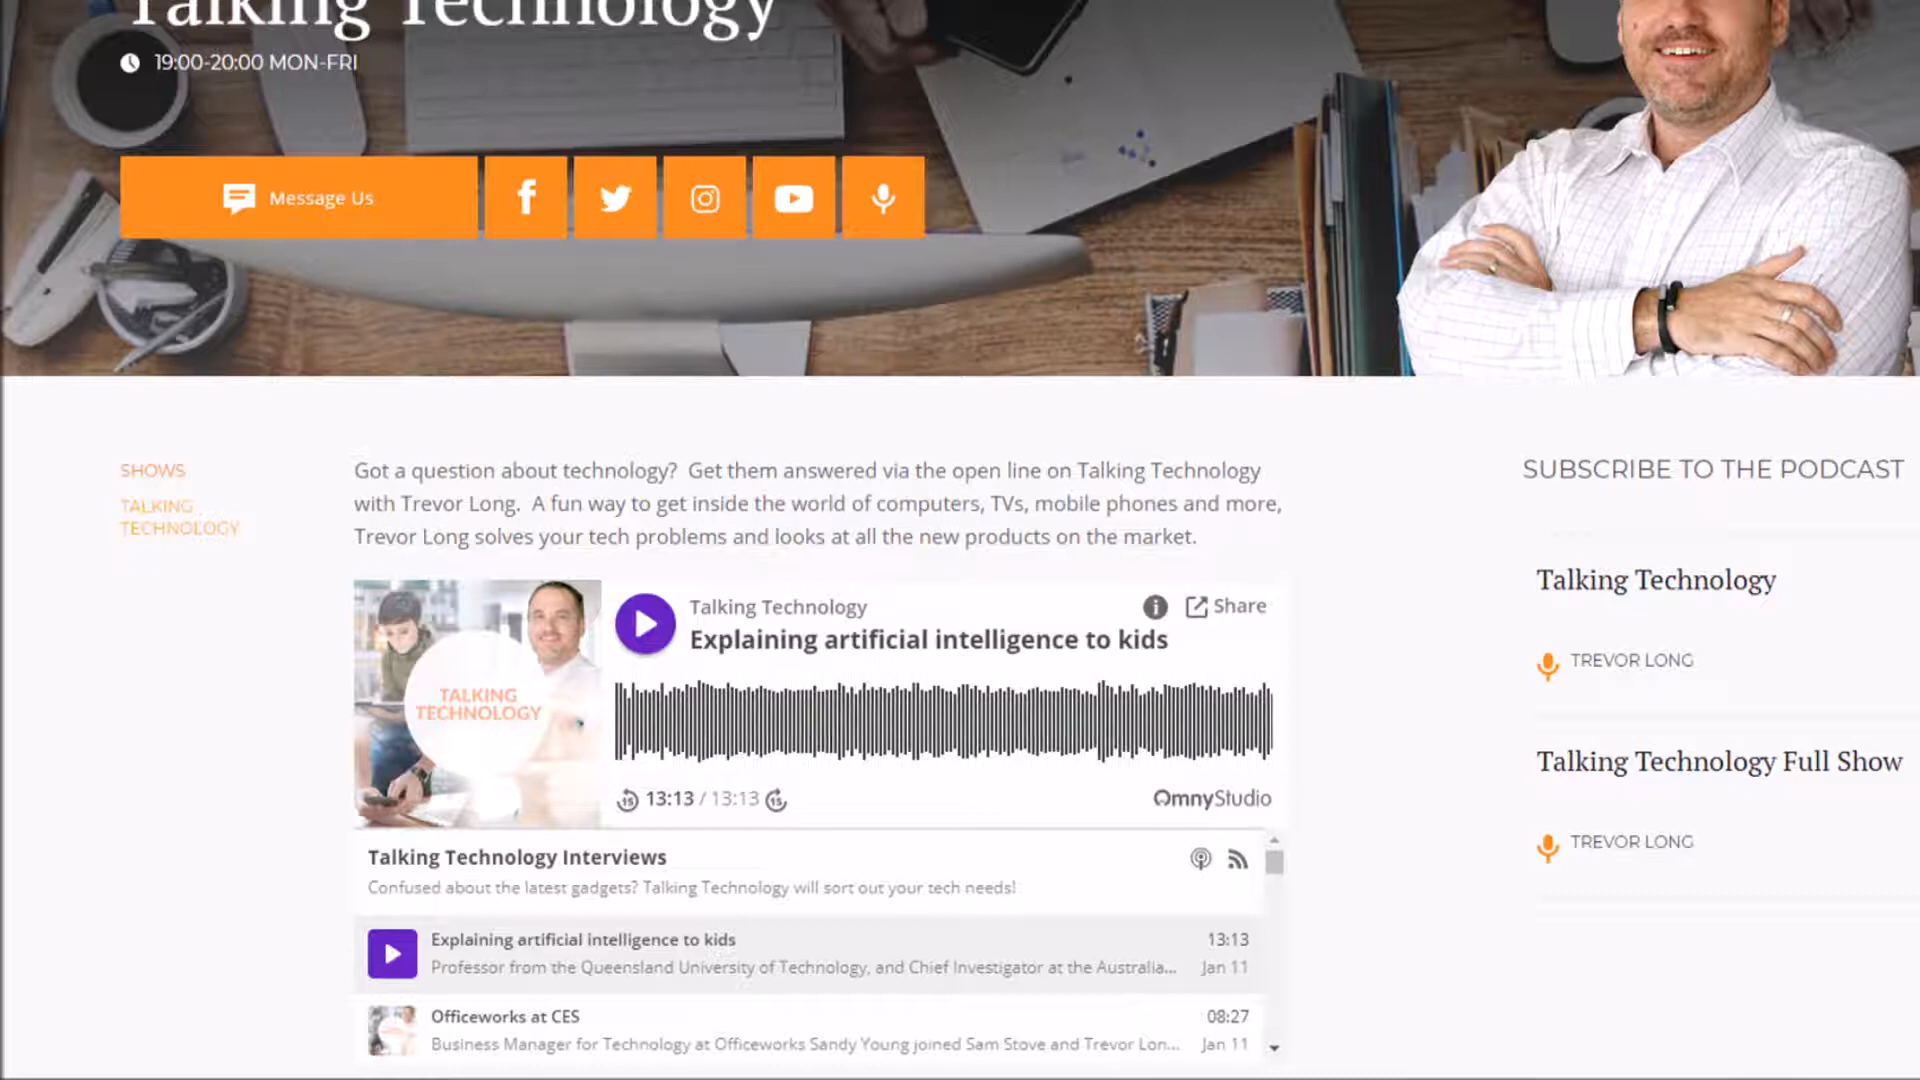 Talking Technology
19:00-20:00 MON-FRI
Message Us
SHOWS
TALKING
TECHNOLOGY
Got a question about technology?  Get them answered via the open line on Talking Technology
with Trevor Long.  A fun way to get inside the world of computers, TVs, mobile phones and more,
Trevor Long solves your tech problems and looks at all the new products on the market.
TALKING
TECHNOLOGY
Talking Technology
Share
Explaining artificial intelligence to kids
15 13:13 / 13:13 15
OmnyStudio
Talking Technology Interviews
Confused about the latest gadgets? Talking Technology will sort out your tech needs!
Explaining artificial intelligence to kids 13:13
Professor from the Queensland University of Technology, and Chief Investigator at the Australia... Jan 11
Officeworks at CES 08:27
Business Manager for Technology at Officeworks Sandy Young joined Sam Stove and Trevor Lon... Jan 11
SUBSCRIBE TO THE PODCAST
Talking Technology
TREVOR LONG
Talking Technology Full Show
TREVOR LONG